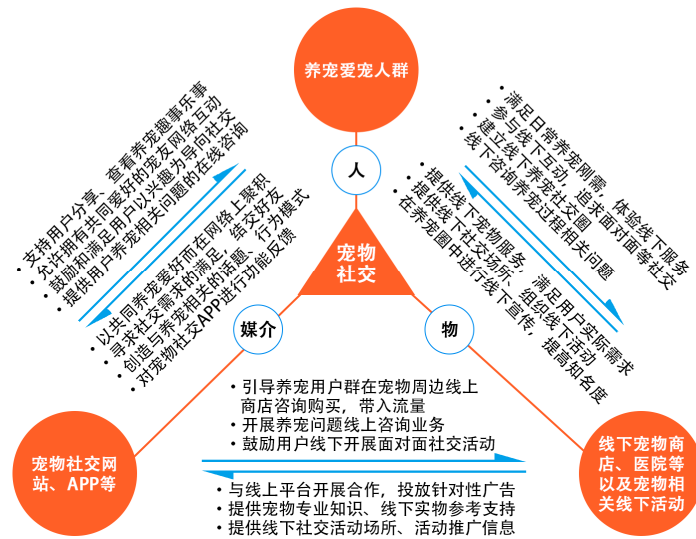 养宠爱宠人群
人
宠物
社交
媒介
物
• 支持用户分享、查看养宠趣事乐事
• 允许拥有共同爱好的宠友网络互动
• 鼓励和满足用户以兴趣为导向社交
• 提供用户养宠相关问题的在线咨询
• 以共同养宠爱好而在网络上聚积
• 寻求社交需求的满足，结交好友
• 创造与养宠相关的话题、行为模式
• 对宠物社交APP进行功能反馈
• 满足日常养宠刚需，体验线下服务
• 参与线下互动，追求面对面等社交
• 建立线下养宠社交圈
• 线下咨询养宠过程相关问题
• 提供线下宠物服务，满足用户实际需求
• 提供线下社交场所、组织线下活动
• 在养宠圈中进行线下宣传，提高知名度
• 引导养宠用户群在宠物周边线上
商店咨询购买，带入流量
• 开展养宠问题线上咨询业务
• 鼓励用户线下开展面对面社交活动
• 与线上平台开展合作，投放针对性广告
• 提供宠物专业知识、线下实物参考支持
• 提供线下社交活动场所、活动推广信息
宠物社交网
站、APP等
线下宠物商
店、医院等
以及宠物相
关线下活动